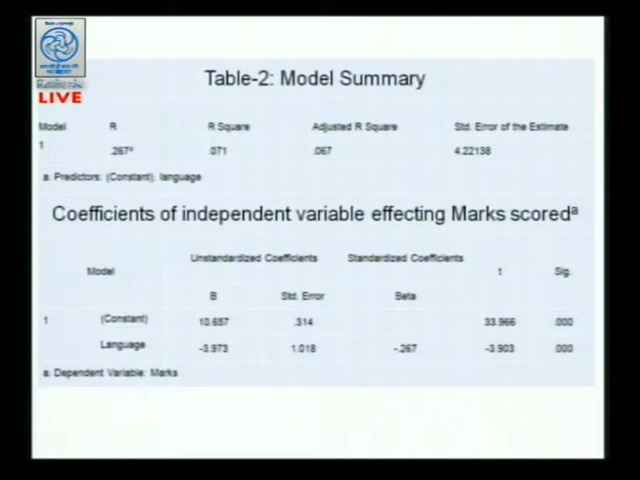 LIVE
Table-2: Model Summary
Model R R Square Adjusted R Square Std. Error of the Estimate
1 .267ᵃ .071 .067 4.22138
a. Predictors: (Constant), language
Coefficients of independent variable effecting Marks scoredᵃ
Model Unstandardized Coefficients Standardized Coefficients t Sig.
B Std. Error Beta
1 (Constant) 10.657 .314 33.966 .000
Language -3.973 1.018 -.267 -3.903 .000
a. Dependent Variable: Marks